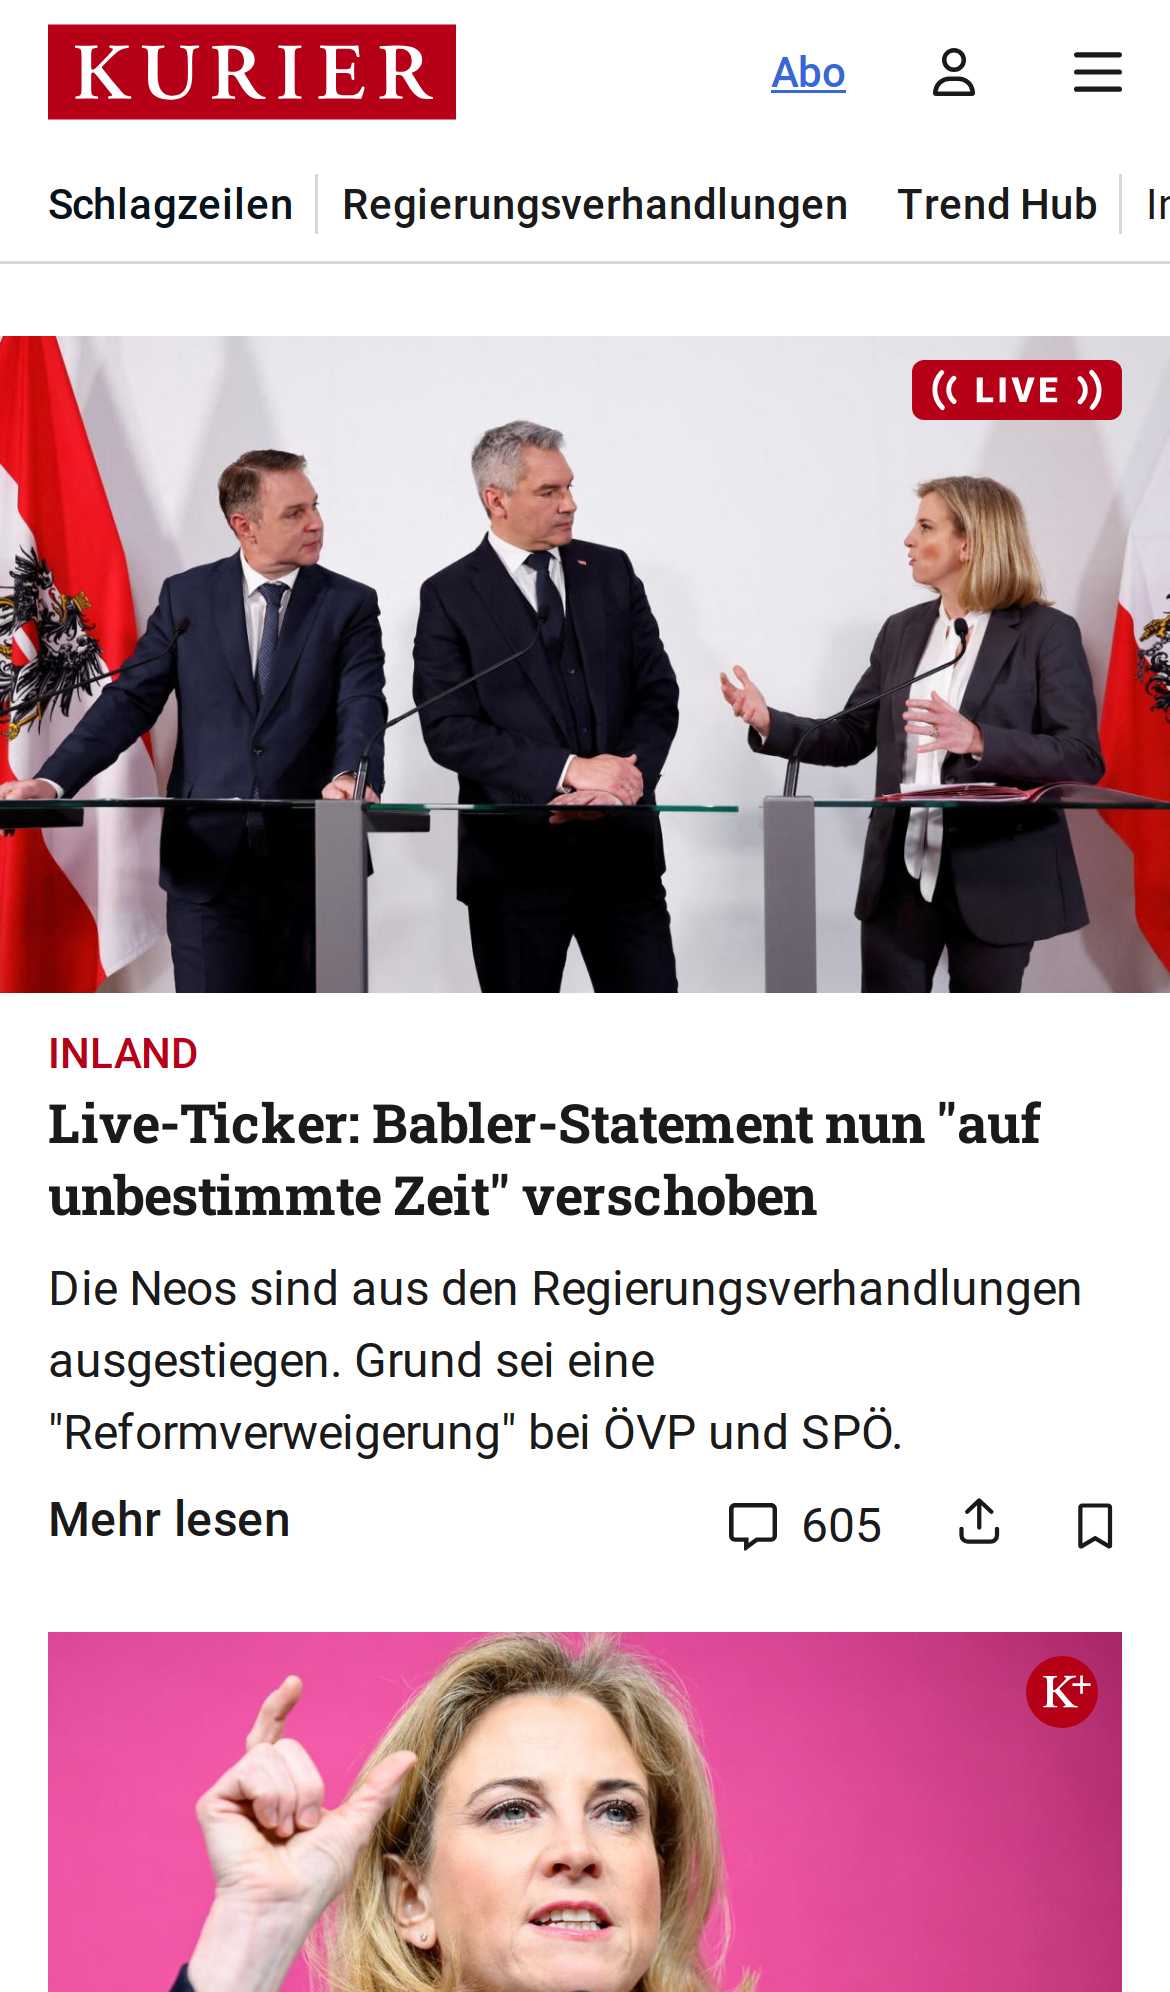 KURIER
Abo
Schlagzeilen
Regierungsverhandlungen
Trend Hub
LIVE
INLAND
Live-Ticker: Babler-Statement nun "auf
unbestimmte Zeit" verschoben
Die Neos sind aus den Regierungsverhandlungen
ausgestiegen. Grund sei eine
"Reformverweigerung" bei ÖVP und SPÖ.
Mehr lesen
605
K+